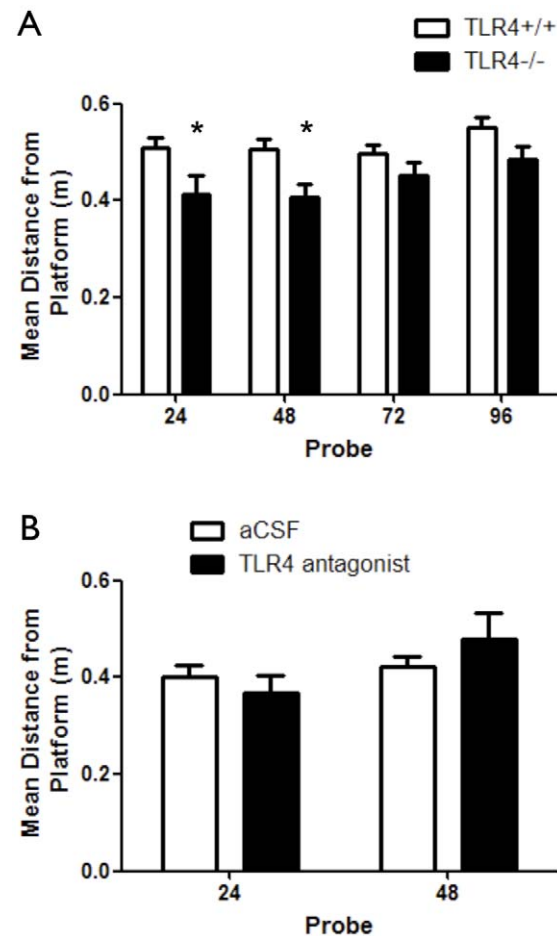 A
TLR4+/+
TLR4-/-
* *
0.6
0.4
0.2
0.0
Mean Distance from
Platform (m)
24 48 72 96
Probe
B
aCSF
TLR4 antagonist
0.6
0.4
0.2
0.0
Mean Distance from
Platform (m)
24 48
Probe